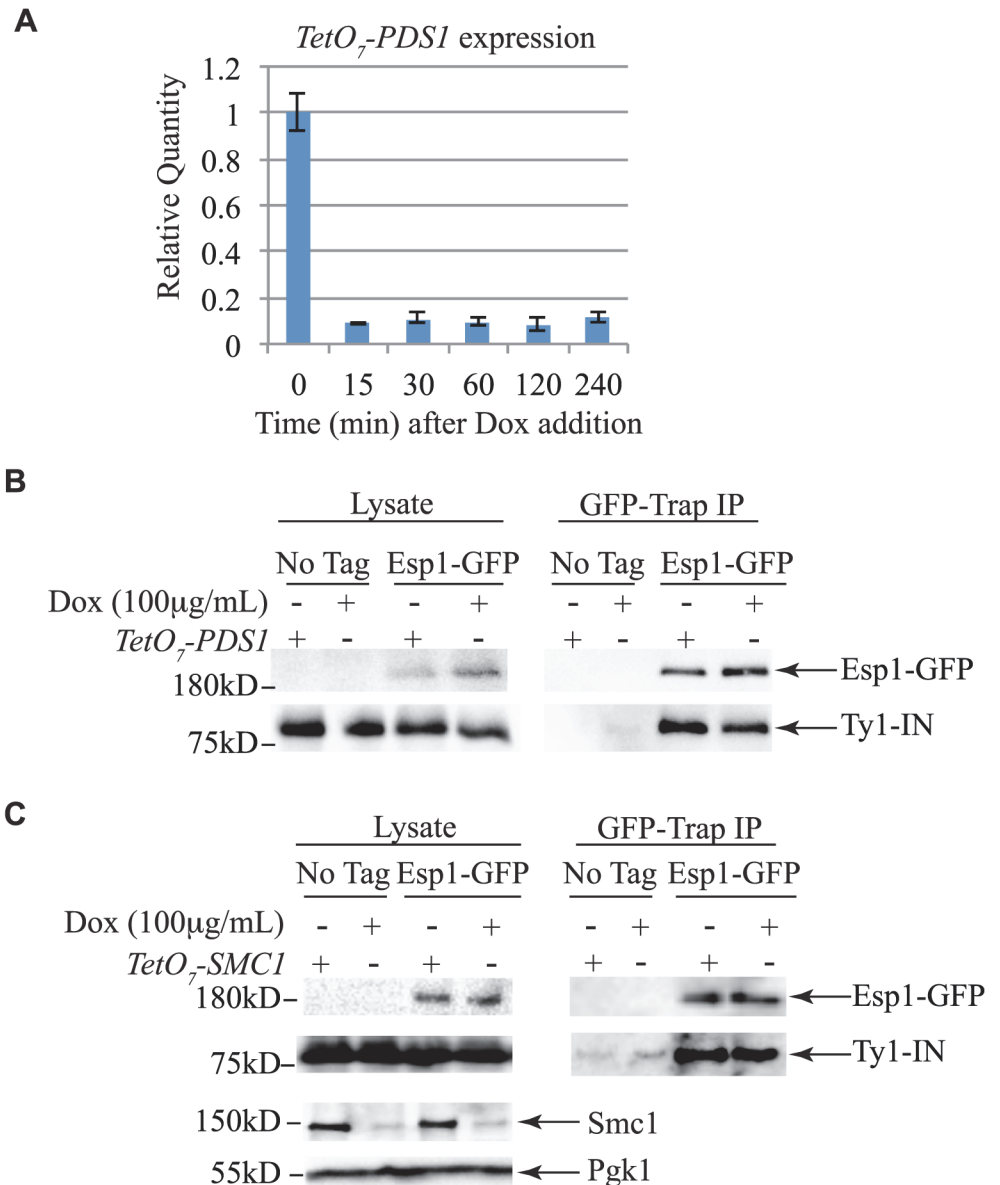 A
TetO7-PDS1 expression
Relative Quantity
1.2
1
0.8
0.6
0.4
0.2
0
0 15 30 60 120 240
Time (min) after Dox addition
B
Lysate GFP-Trap IP
No Tag Esp1-GFP No Tag Esp1-GFP
Dox (100μg/mL) - + - + - + - +
TetO7-PDS1 + - + - + - + -
180kD Esp1-GFP
75kD Ty1-IN
C
Lysate GFP-Trap IP
No Tag Esp1-GFP No Tag Esp1-GFP
Dox (100μg/mL) - + - + - + - +
TetO7-SMC1 + - + - + - + -
180kD Esp1-GFP
75kD Ty1-IN
150kD Smc1
55kD Pgk1